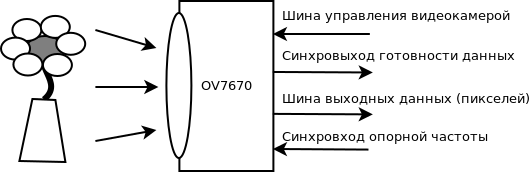 Шина управления видеокамерой
Синхровыход готовности данных
OV7670
Шина выходных данных (пикселей)
Синхровход опорной частоты